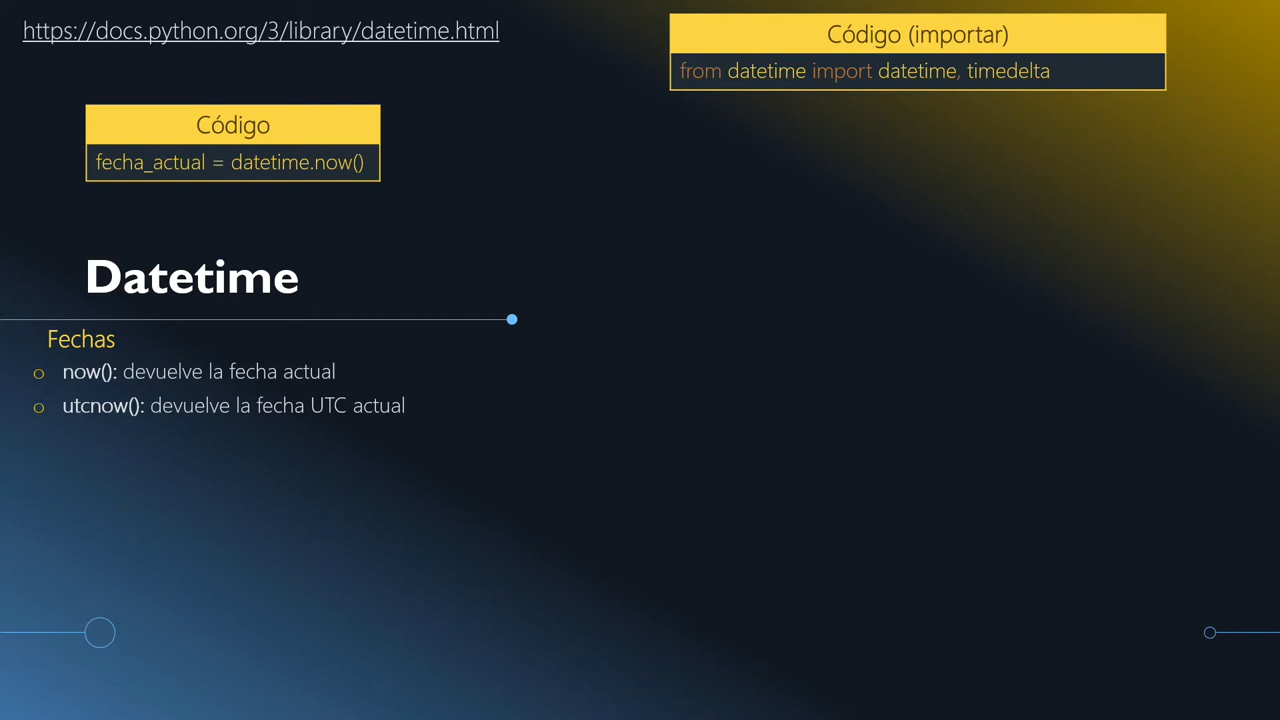 https://docs.python.org/3/library/datetime.html
Código (importar)
from datetime import datetime, timedelta
Código
fecha_actual = datetime.now()
Datetime
Fechas
o now(): devuelve la fecha actual
o utcnow(): devuelve la fecha UTC actual